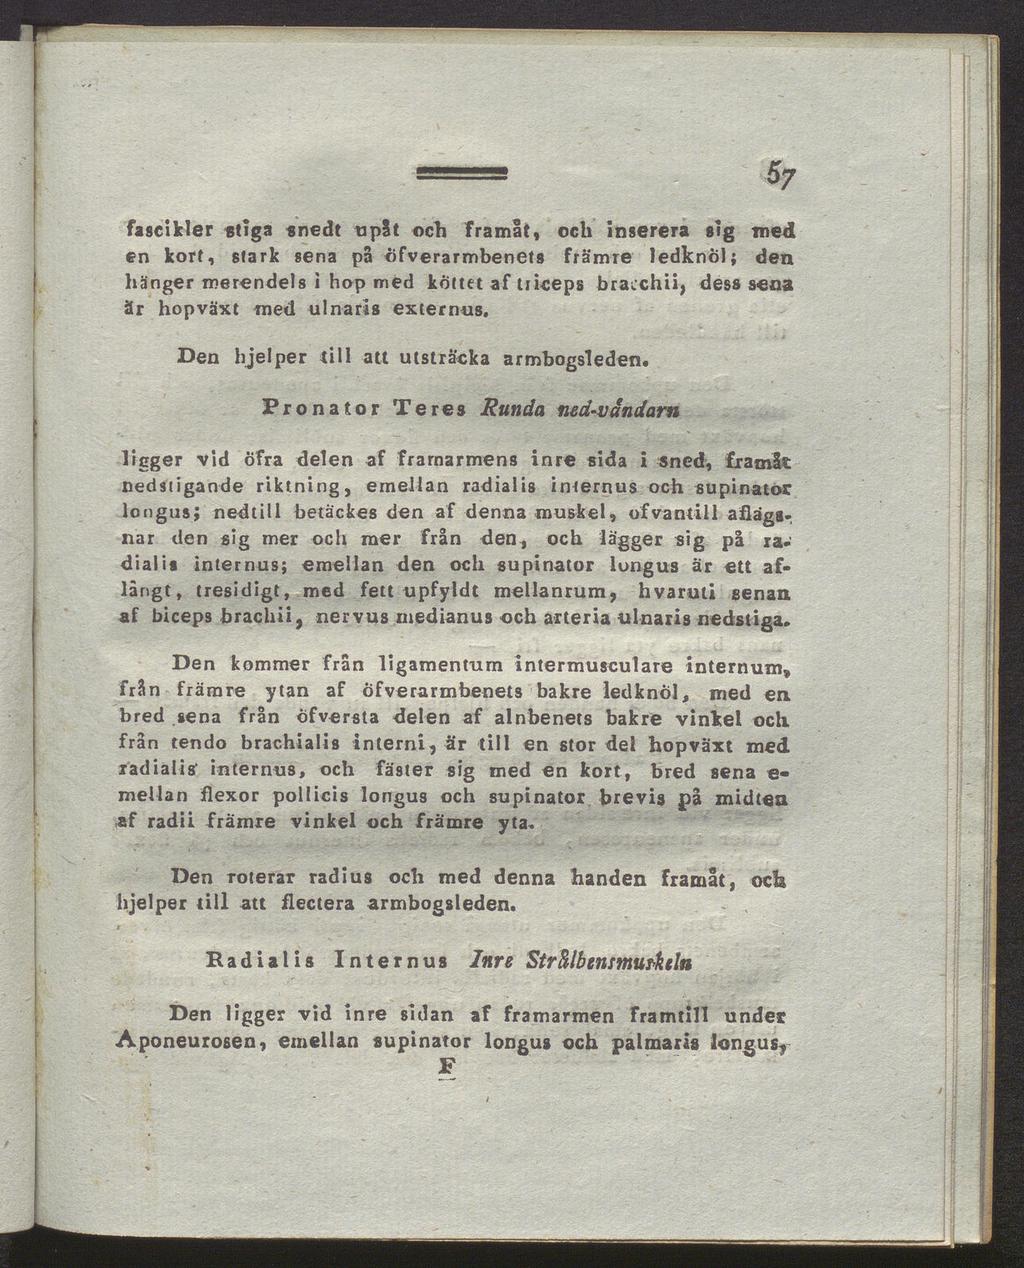 57
fascikler stiga snedt upåt och framåt, och inserera sig med
en kort, stark sena på öfverarmbenets främre ledknöl; den
hänger merendels i hop med köttet af triceps bracchii, dess sena
är hopväxt med ulnaris externus.
Den hjelper till att utsträcka armbogsleden.
Pronator Teres Runda ned-vándarn
ligger vid öfra delen af framarmens inre sida i sned, framåt
nedstigande riktning, emellan radialis internus och supinator
longus; nedtill betäckes den af denna muskel, ofvantill aflägs-
nar den sig mer och mer från den, och lägger sig på ra-
dialis internus; emellan den och supinator longus är ett af-
långt, tresidigt, med fett upfyldt mellanrum, hvaruti senan
af biceps brachii, nervus medianus och arteria ulnaris nedstiga.
Den kommer från ligamentum intermusculare internum,
från främre ytan af öfverarmbenets bakre ledknöl, med en
bred sena från öfversta delen af alnbenets bakre vinkel och
från tendo brachialis interni, är till en stor del hopväxt med
radialis internus, och fäster sig med en kort, bred sena e-
mellan flexor pollicis longus och supinator brevis på midten
af radii främre vinkel och främre yta.
Den roterar radius och med denna handen framåt, och
hjelper till att flectera armbogsleden.
Radialis Internus Inre Strålbensmuskeln
Den ligger vid inre sidan af framarmen framtill under
Aponeurosen, emellan supinator longus och palmaris longus,
F